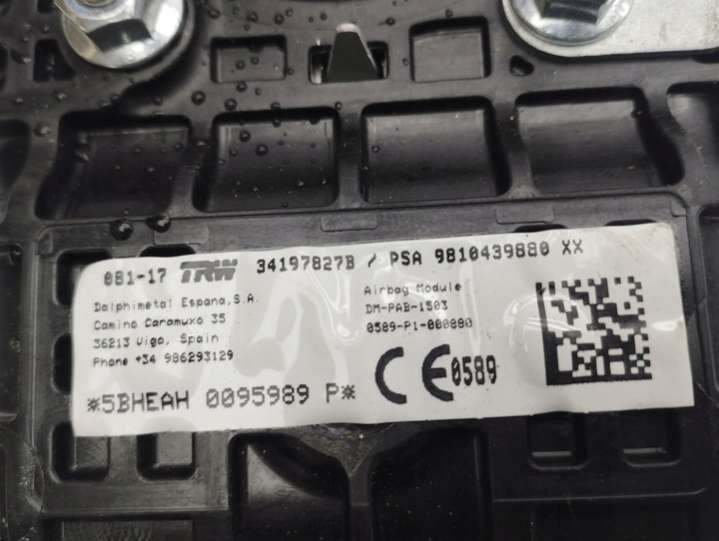 081-17 TRW 34197827B / PSA 9810439880 XX
Dalphimetal Espana,S.A.
Camino Caramuxo 35
36213 Vigo, Spain
Phone +34 986293129
Airbag Module
DM-PAB-1503
0589-P1-000880
CE 0589
*5BHEAH 0095989 P*